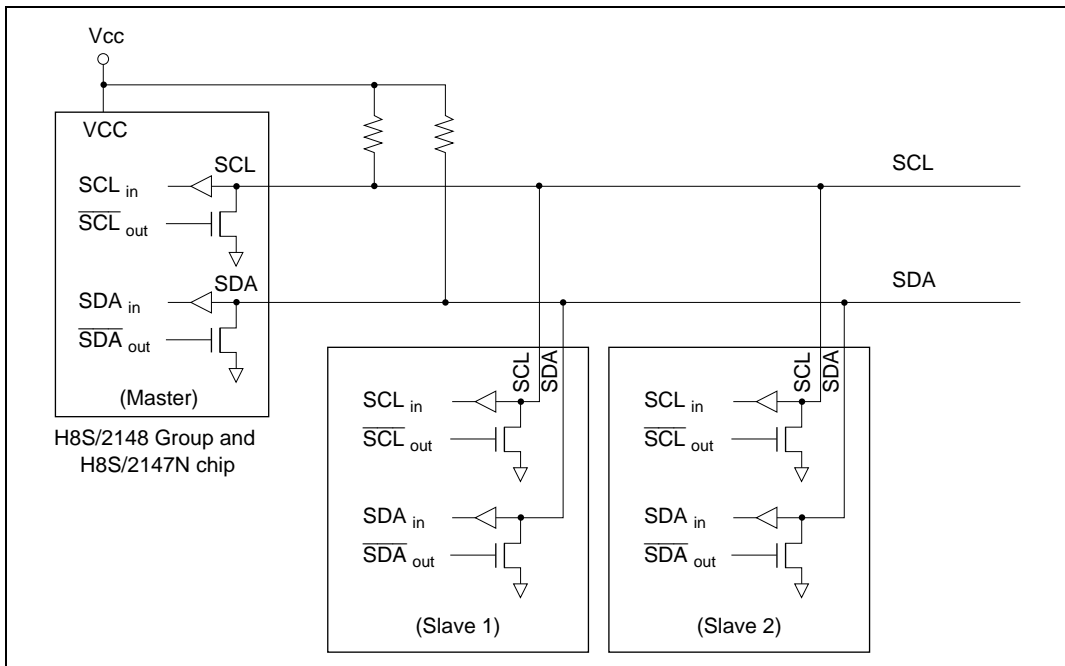 Vcc
VCC
SCL
SCL in
SCL out
SDA
SDA in
SDA out
(Master)
H8S/2148 Group and
H8S/2147N chip
SCL
SDA
SCL
SDA
SCL in
SCL out
SDA in
SDA out
(Slave 1)
SCL
SDA
SCL in
SCL out
SDA in
SDA out
(Slave 2)